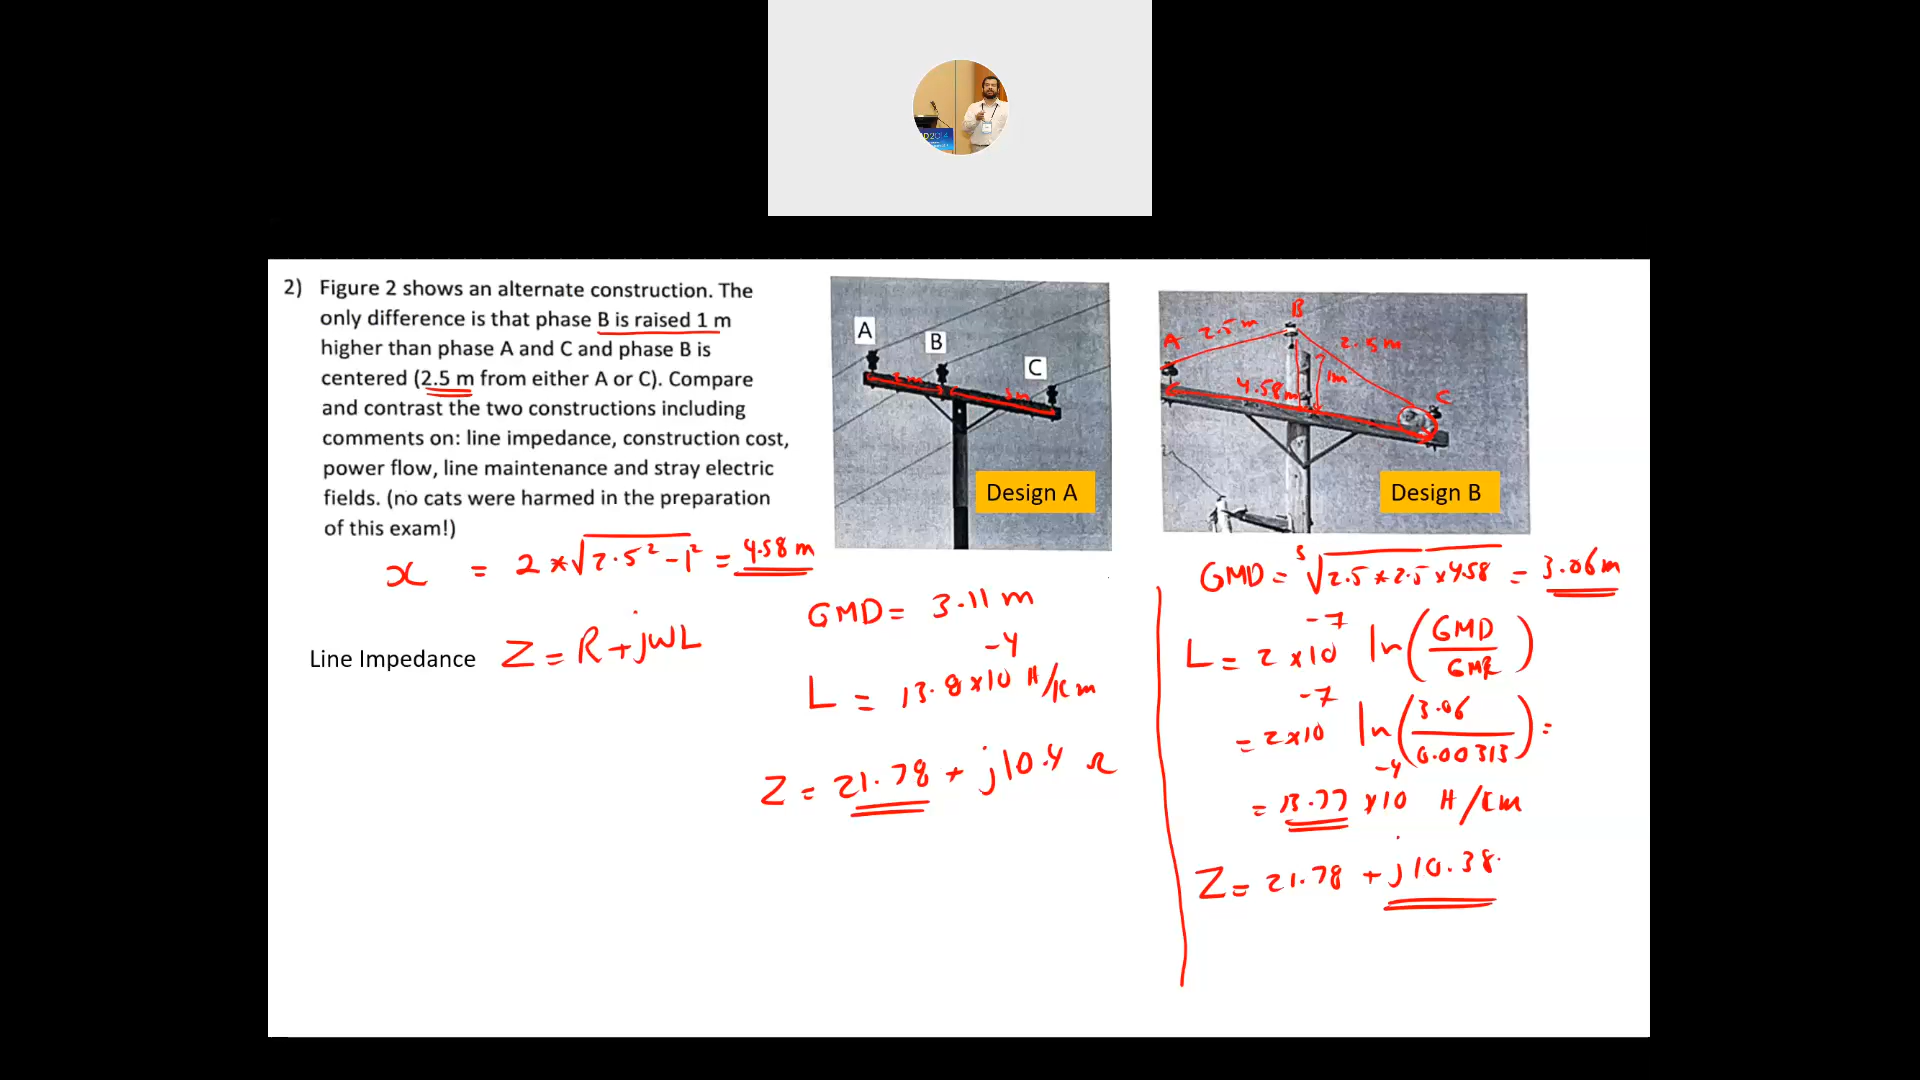 2) Figure 2 shows an alternate construction. The
only difference is that phase B is raised 1 m
higher than phase A and C and phase B is
centered (2.5 m from either A or C). Compare
and contrast the two constructions including
comments on: line impedance, construction cost,
power flow, line maintenance and stray electric
fields. (no cats were harmed in the preparation
of this exam!)
x = 2 * √2.5² - 1² = 4.58 m
Line Impedance Z = R + jωL
A
B
C
Design A
GMD = 3.11 m
L = 13.8 × 10⁻⁴ H/Km
Z = 21.78 + j10.4 Ω
B
A
2.5 m
2.5 m
1m
4.58m
C
Design B
GMD = ³√2.5 * 2.5 × 4.58 = 3.06 m
L = 2 × 10⁻⁷ ln(GMD/GMR)
= 2 × 10⁻⁷ ln(3.06/0.00313) =
= 13.77 × 10⁻⁴ H/Km
Z = 21.78 + j10.38